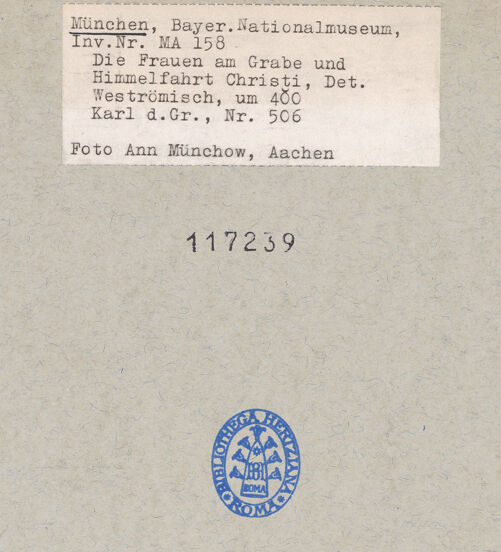 München, Bayer.Nationalmuseum,
Inv.Nr. MA 158
Die Frauen am Grabe und
Himmelfahrt Christi, Det.
Weströmisch, um 400
Karl d.Gr., Nr. 506
Foto Ann Münchow, Aachen
117239
BIBLIOTHECA HERTZIANA
ROMA
ROMA